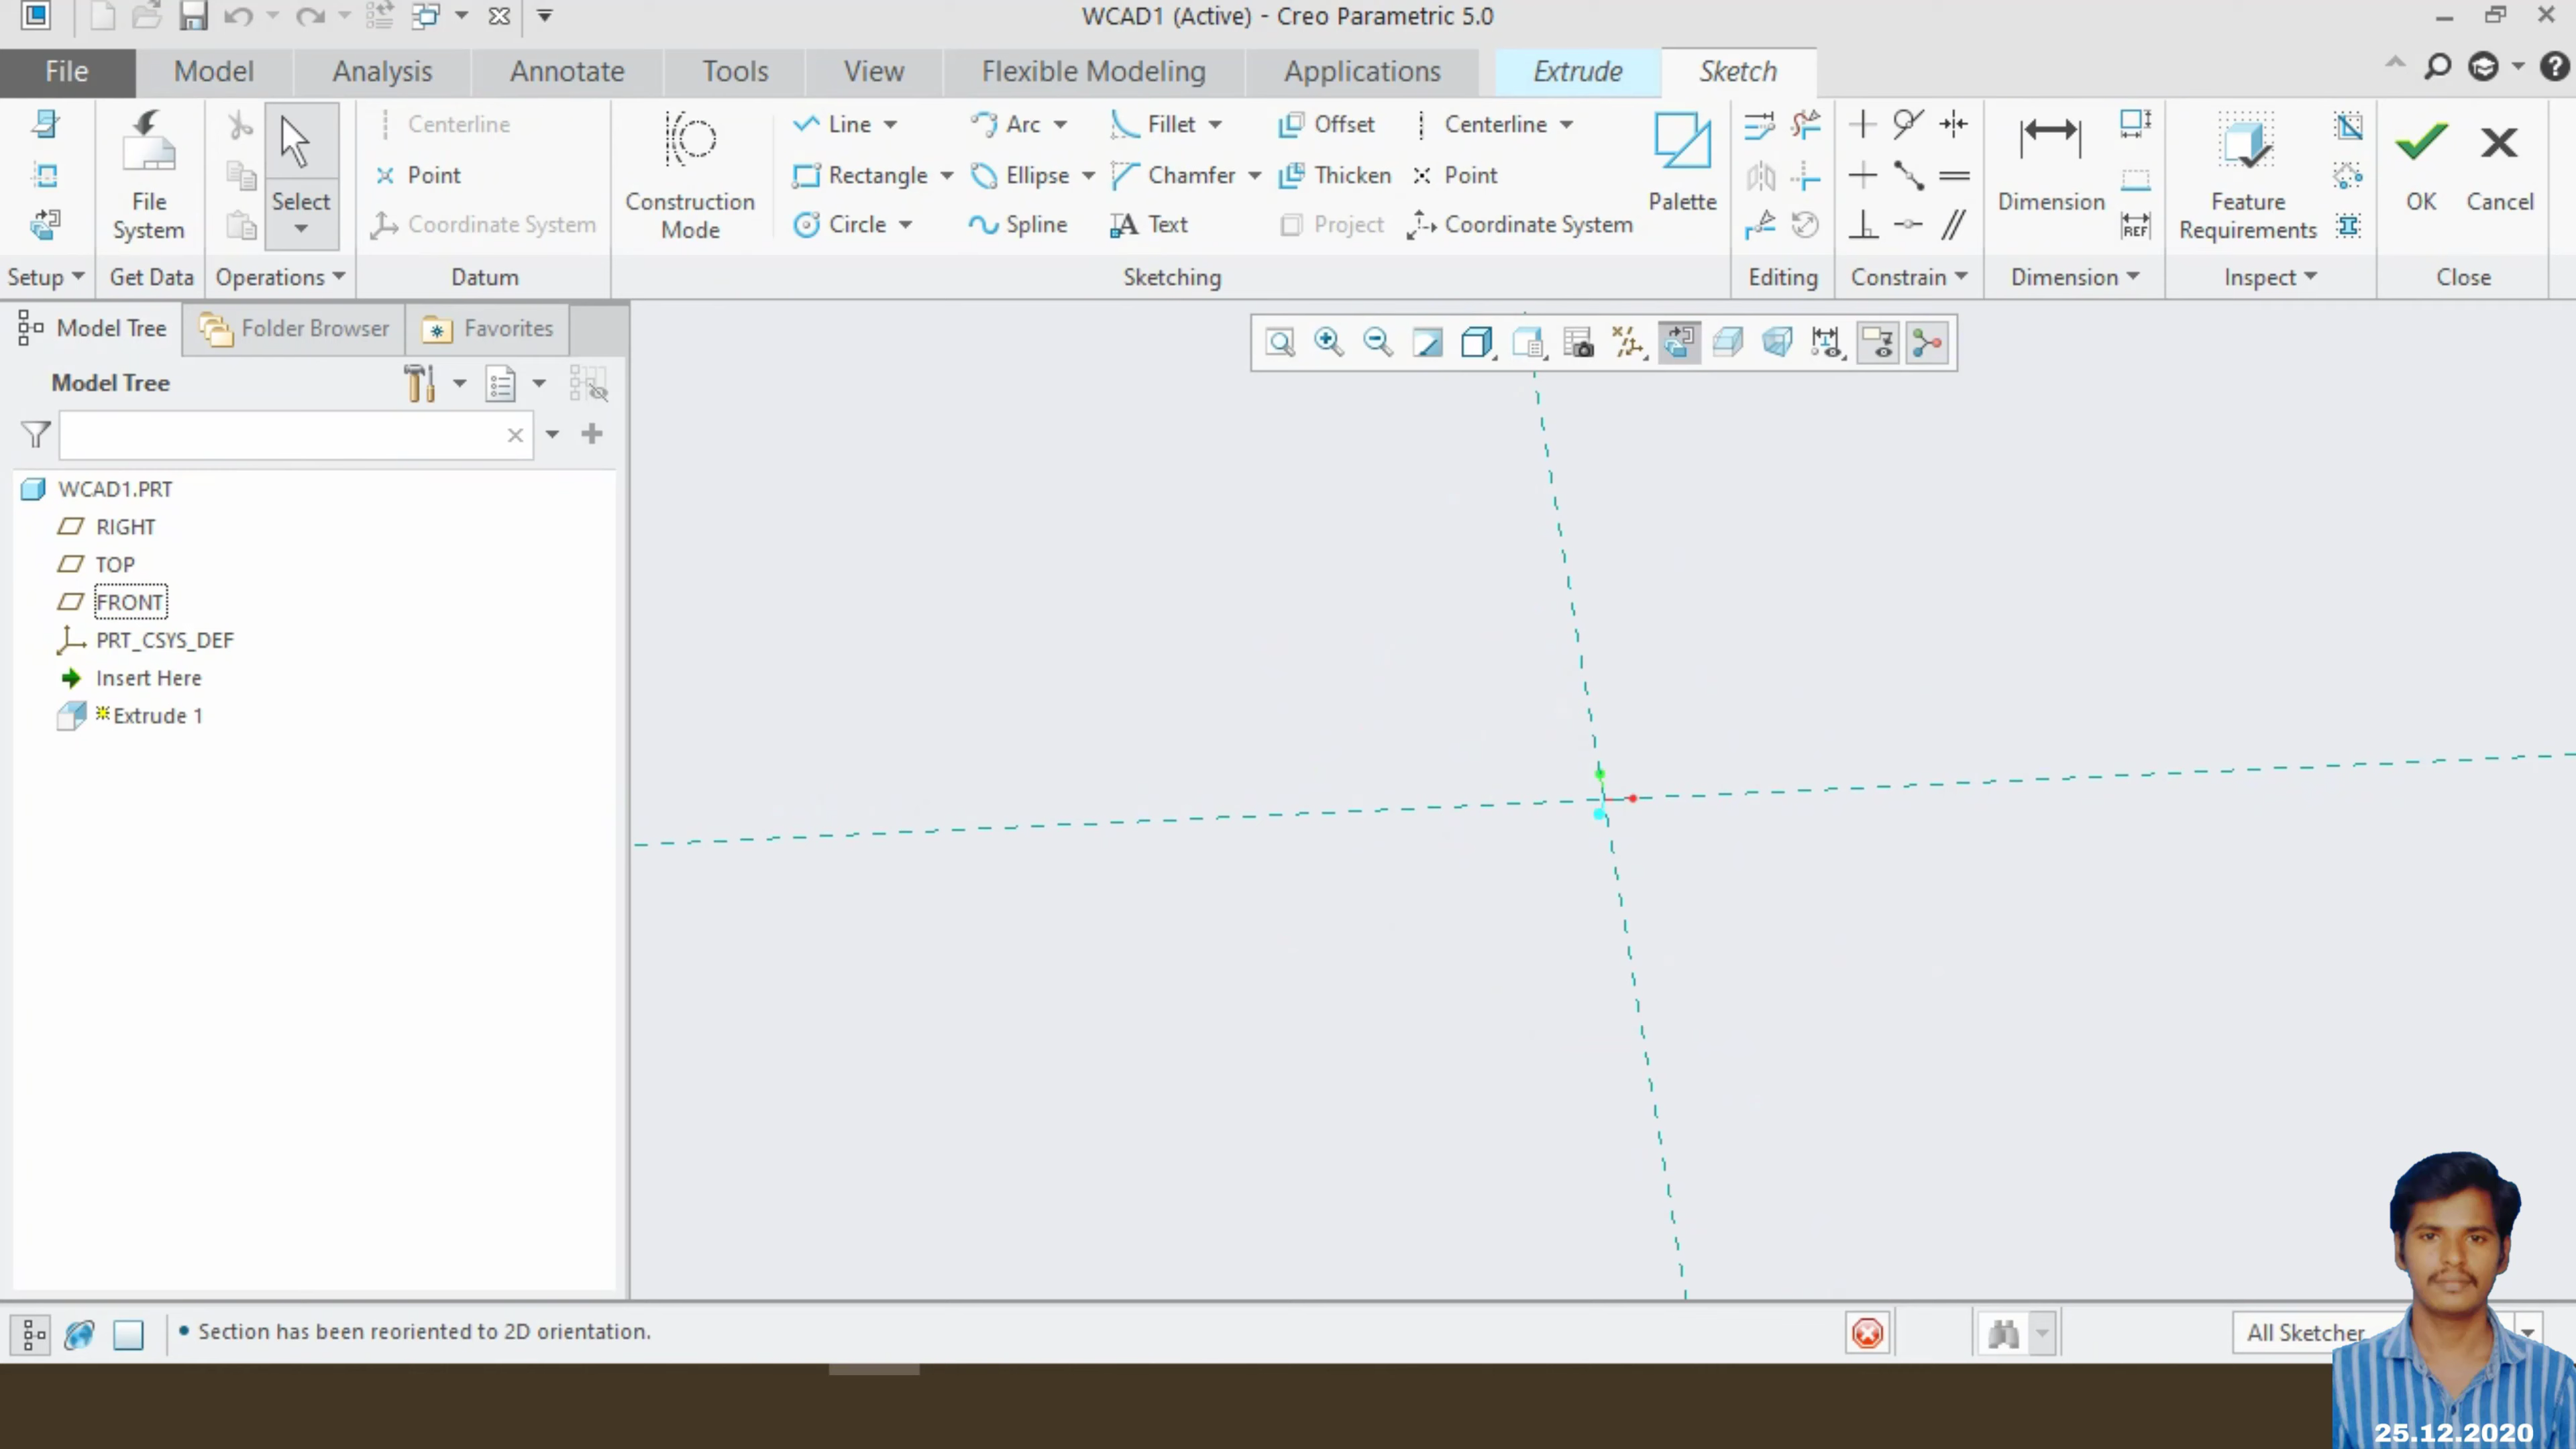 WCAD1 (Active) - Creo Parametric 5.0
File Model Analysis Annotate Tools View Flexible Modeling Applications Extrude Sketch
Centerline Line Arc Fillet Offset Centerline
Point Rectangle Ellipse Chamfer Thicken Point
Coordinate System Circle Spline Text Project Coordinate System
File System
Select
Construction Mode
Palette
Dimension
REF
Feature Requirements
OK Cancel
Setup Get Data Operations Datum Sketching Editing Constrain Dimension Inspect Close
Model Tree Folder Browser Favorites
Model Tree
WCAD1.PRT
RIGHT
TOP
FRONT
PRT_CSYS_DEF
Insert Here
Extrude 1
• Section has been reoriented to 2D orientation.
All Sketcher
25.12.2020